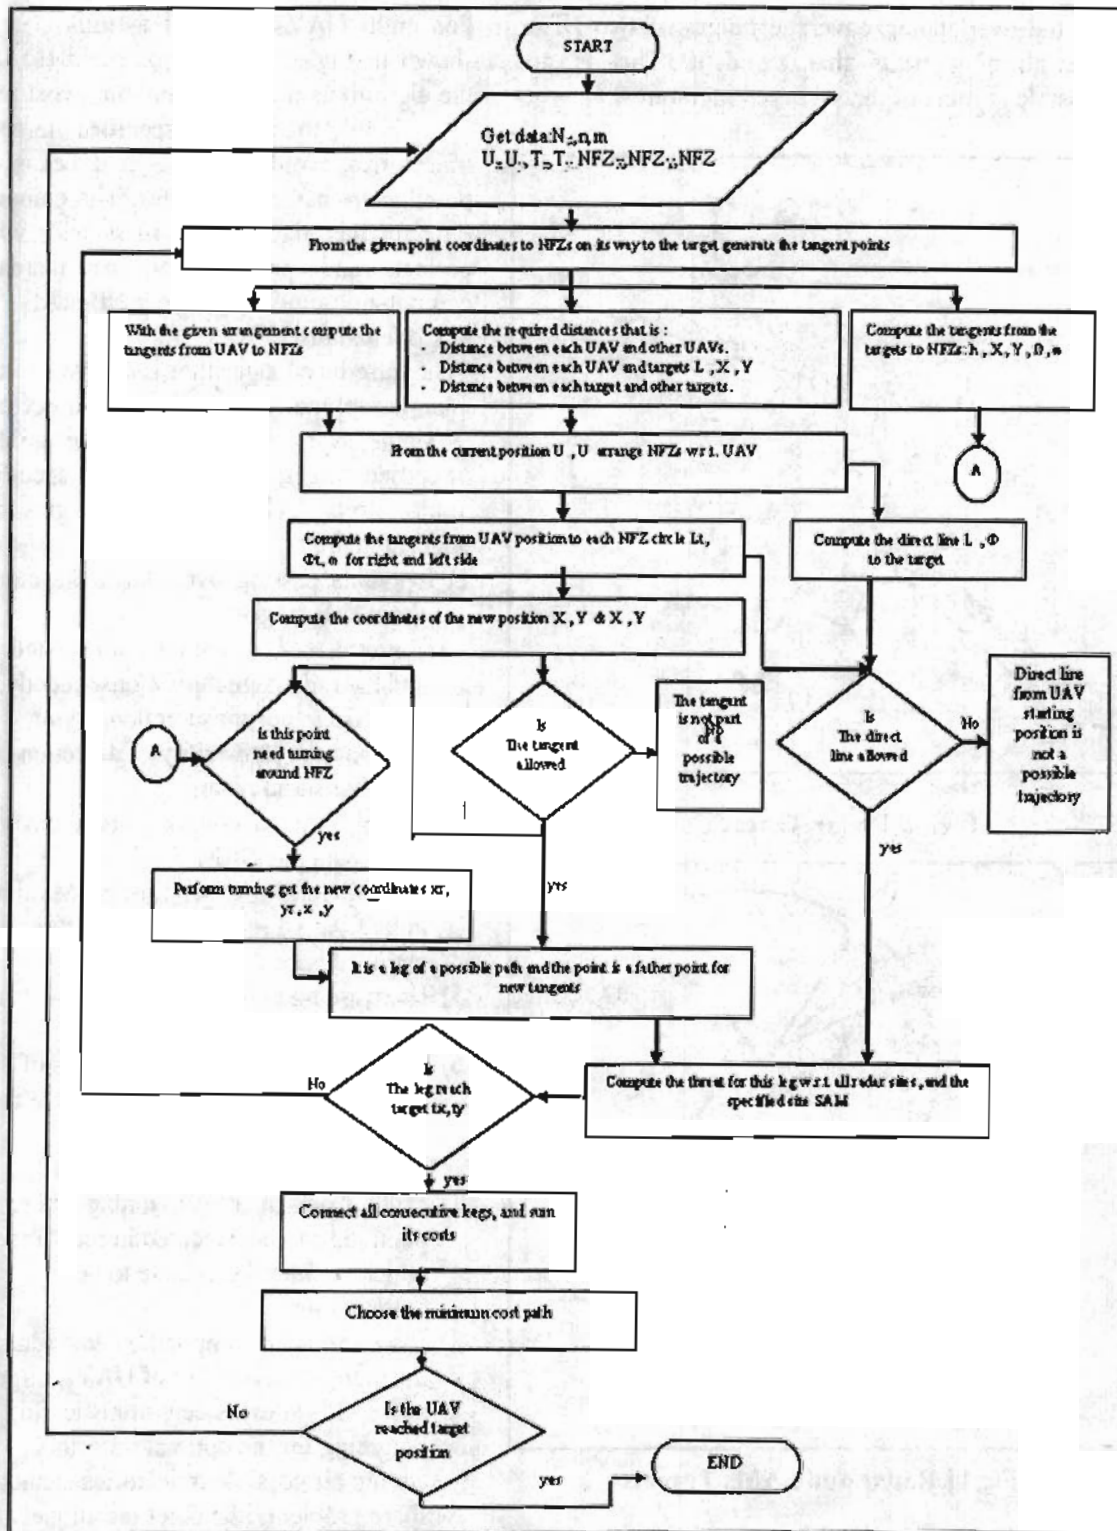 START
Get data:N, n, m
From the given point coordinates to NFZs on its way to the target generate the tangent points
With the given arrangement compute the
tangents from UAV to NFZs
Compute the required distances that is :
Distance between each UAV and other UAVs.
· Distance between each UAV and targets L , X , Y
· Distance between each target and other targets.
Compute the tangents from the
targets to NFZs: h , X , Y
A
From the current position U , U arrange NFZs w.r.t. UAV
Compute the tangents from UAV position to each NFZ circle Lt,
Φt, ω for right and left side
Compute the direct line L , Φ
to the target
Compute the coordinates of the new position X , Y & X , Y
A
Is this point
need turning
around NFZ
yes
Is
The tangent
allowed
yes
No
The tangent
is not part
of a
possible
trajectory
Is
The direct
line allowed
No
yes
Direct line
from UAV
starting
position is
not a
possible
trajectory
Perform turning get the new coordinates xr,
yr, x , y
It is a leg of a possible path and the point is a father point for
new tangents
Compute the threat for this leg w.r.t all radar sites, and the
specified site SAM
Is
The leg reach
target tx, ty
No
yes
Connect all consecutive kegs, and sum
its costs
Choose the minimum cost path
Is the UAV
reached target
position
No
yes
END